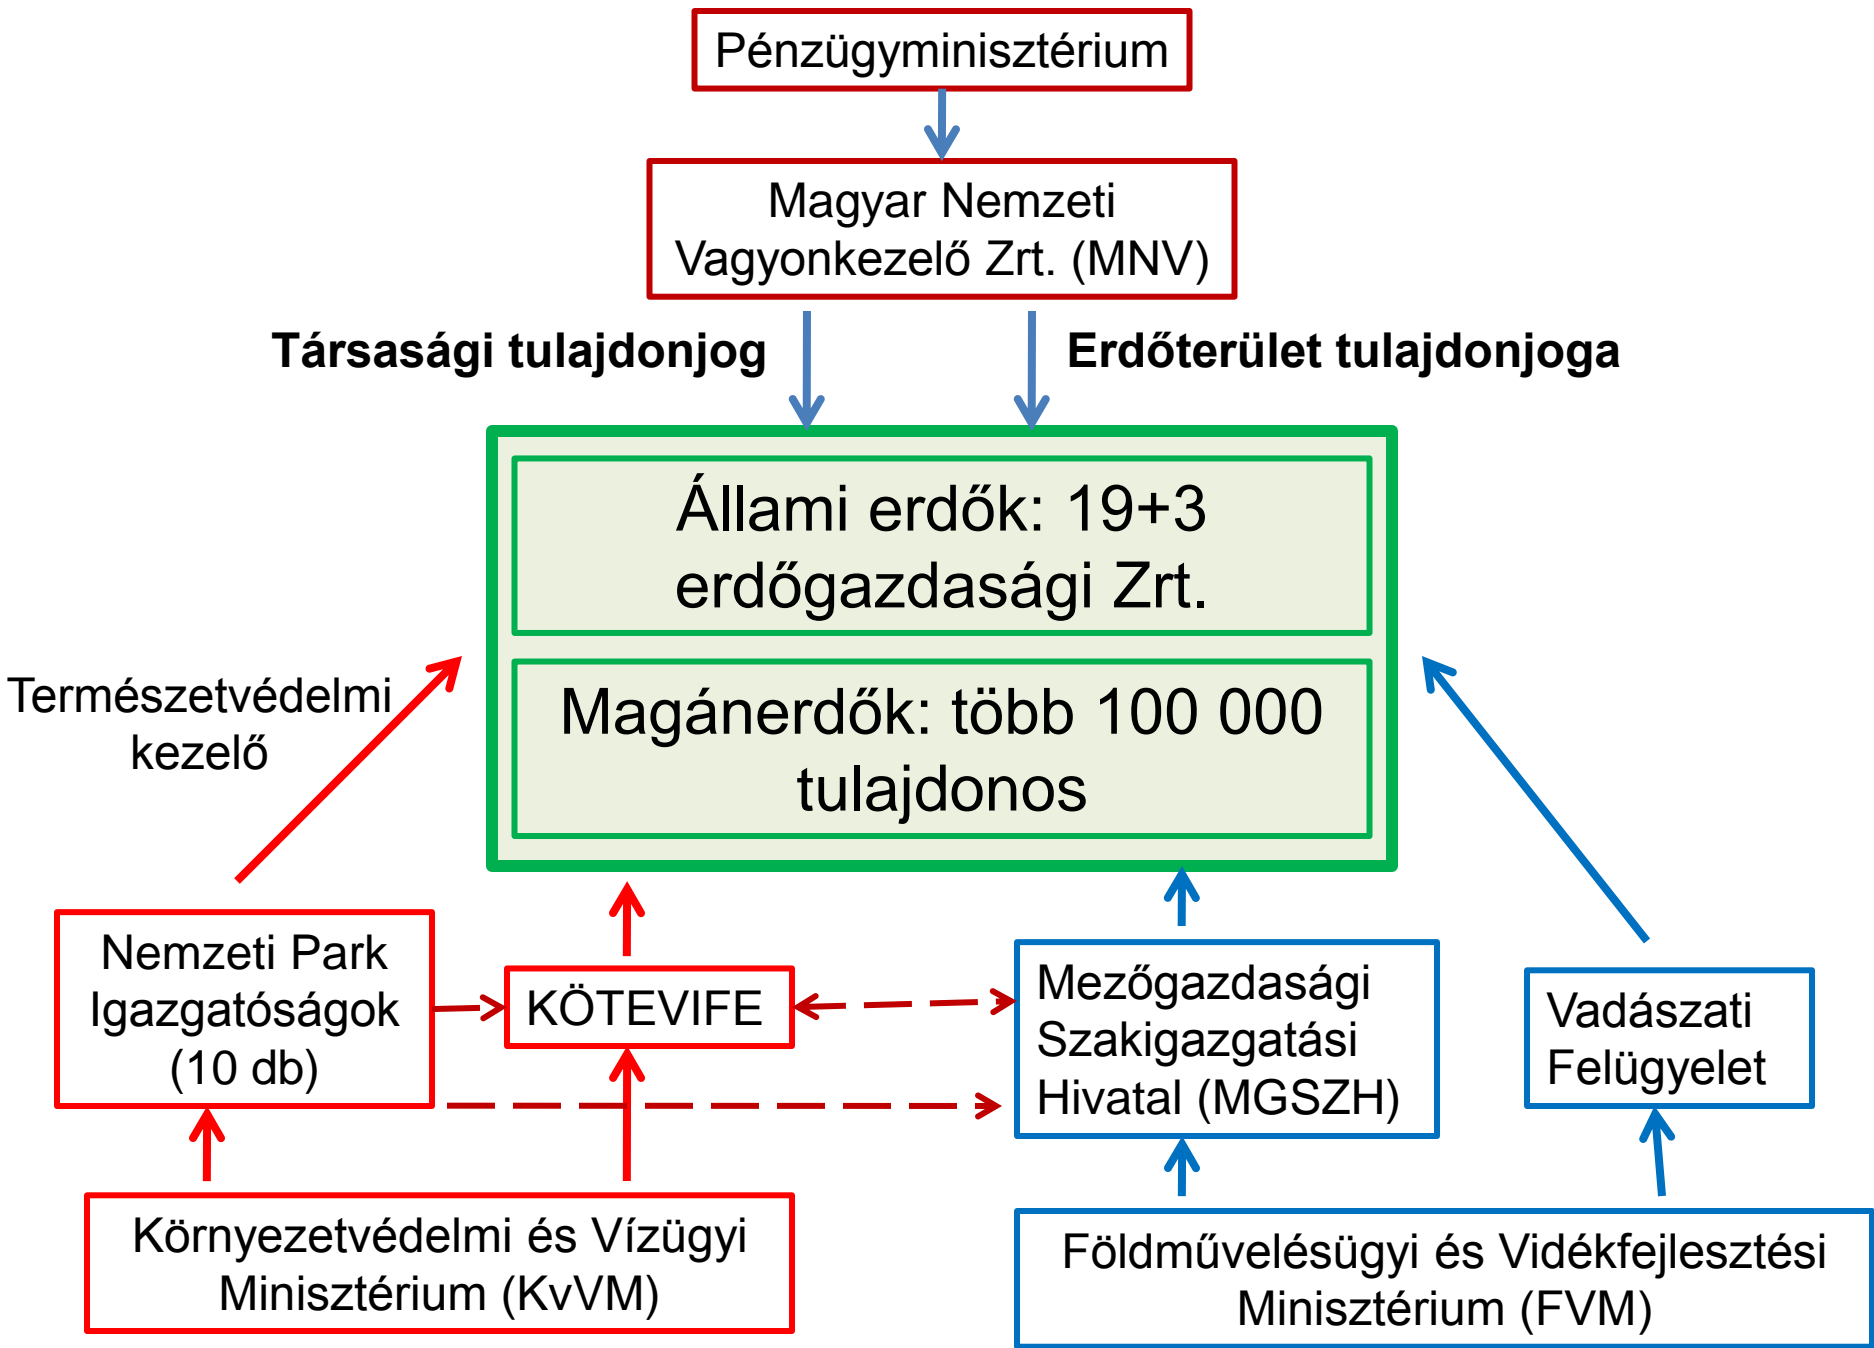 Pénzügyminisztérium
Magyar Nemzeti
Vagyonkezelő Zrt. (MNV)
Társasági tulajdonjog
Erdőterület tulajdonjoga
Állami erdők: 19+3
erdőgazdasági Zrt.
Magánerdők: több 100 000
tulajdonos
Természetvédelmi
kezelő
Nemzeti Park
Igazgatóságok
(10 db)
KÖTEVIFE
Mezőgazdasági
Szakigazgatási
Hivatal (MGSZH)
Vadászati
Felügyelet
Környezetvédelmi és Vízügyi
Minisztérium (KvVM)
Földművelésügyi és Vidékfejlesztési
Minisztérium (FVM)